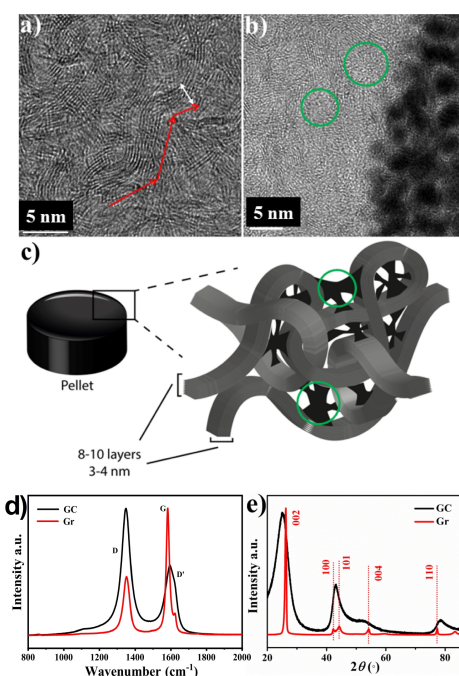 a)
5 nm
b)
5 nm
c)
Pellet
8-10 layers
3-4 nm
d)
Intensity a.u.
GC
Gr
D
G
D'
800 1000 1200 1400 1600 1800 2000
Wavenumber (cm⁻¹)
e)
Intensity a.u.
GC
Gr
002
100
101
004
110
20 40 60 80
2θ (◦)